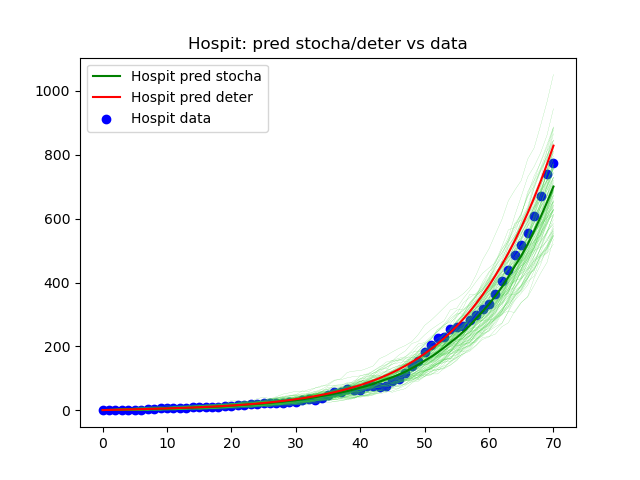 Hospit: pred stocha/deter vs data
Hospit pred stocha
Hospit pred deter
Hospit data
1000
800
600
400
200
0
0 10 20 30 40 50 60 70